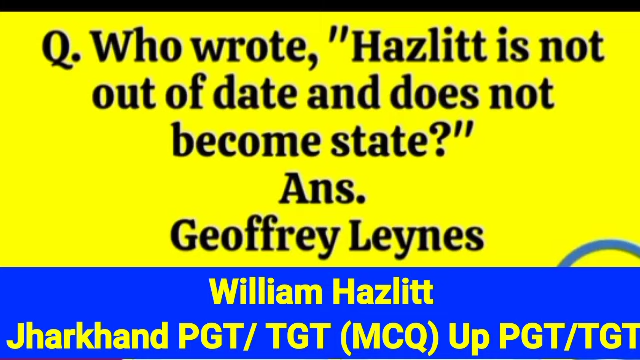 Q. Who wrote, "Hazlitt is not
out of date and does not
become state?"
Ans.
Geoffrey Leynes
William Hazlitt
Jharkhand PGT/ TGT (MCQ) Up PGT/TGT